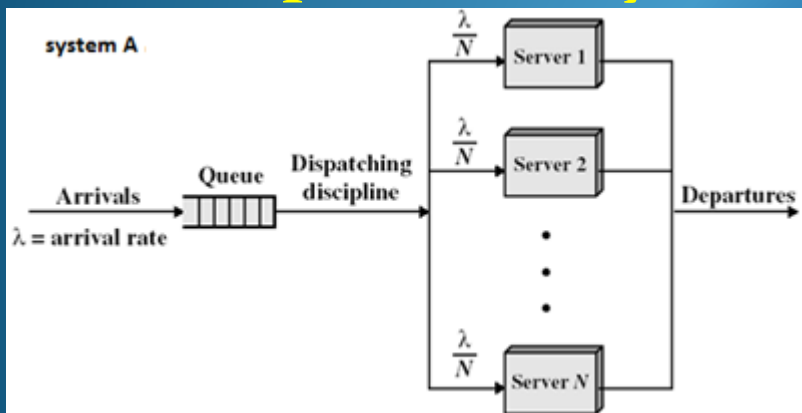 system A
λ
N
Server 1
λ
N
Server 2
Queue
Dispatching
discipline
Arrivals
λ = arrival rate
Departures
λ
N
Server N